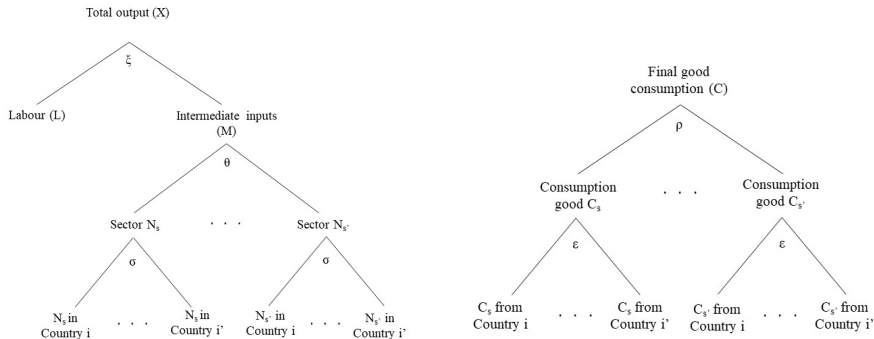 Total output (X)
ξ
Labour (L)
Intermediate inputs
(M)
θ
Sector Nₛ
. . .
Sector Nₛ'
σ
σ
Nₛ in
Country i
. . .
Nₛ in
Country i’
Nₛ' in
Country i
. . .
Nₛ' in
Country i’
Final good
consumption (C)
ρ
Consumption
good Cₛ
. . .
Consumption
good Cₛ'
ε
ε
Cₛ from
Country i
. . .
Cₛ from
Country i’
Cₛ' from
Country i
. . .
Cₛ' from
Country i’